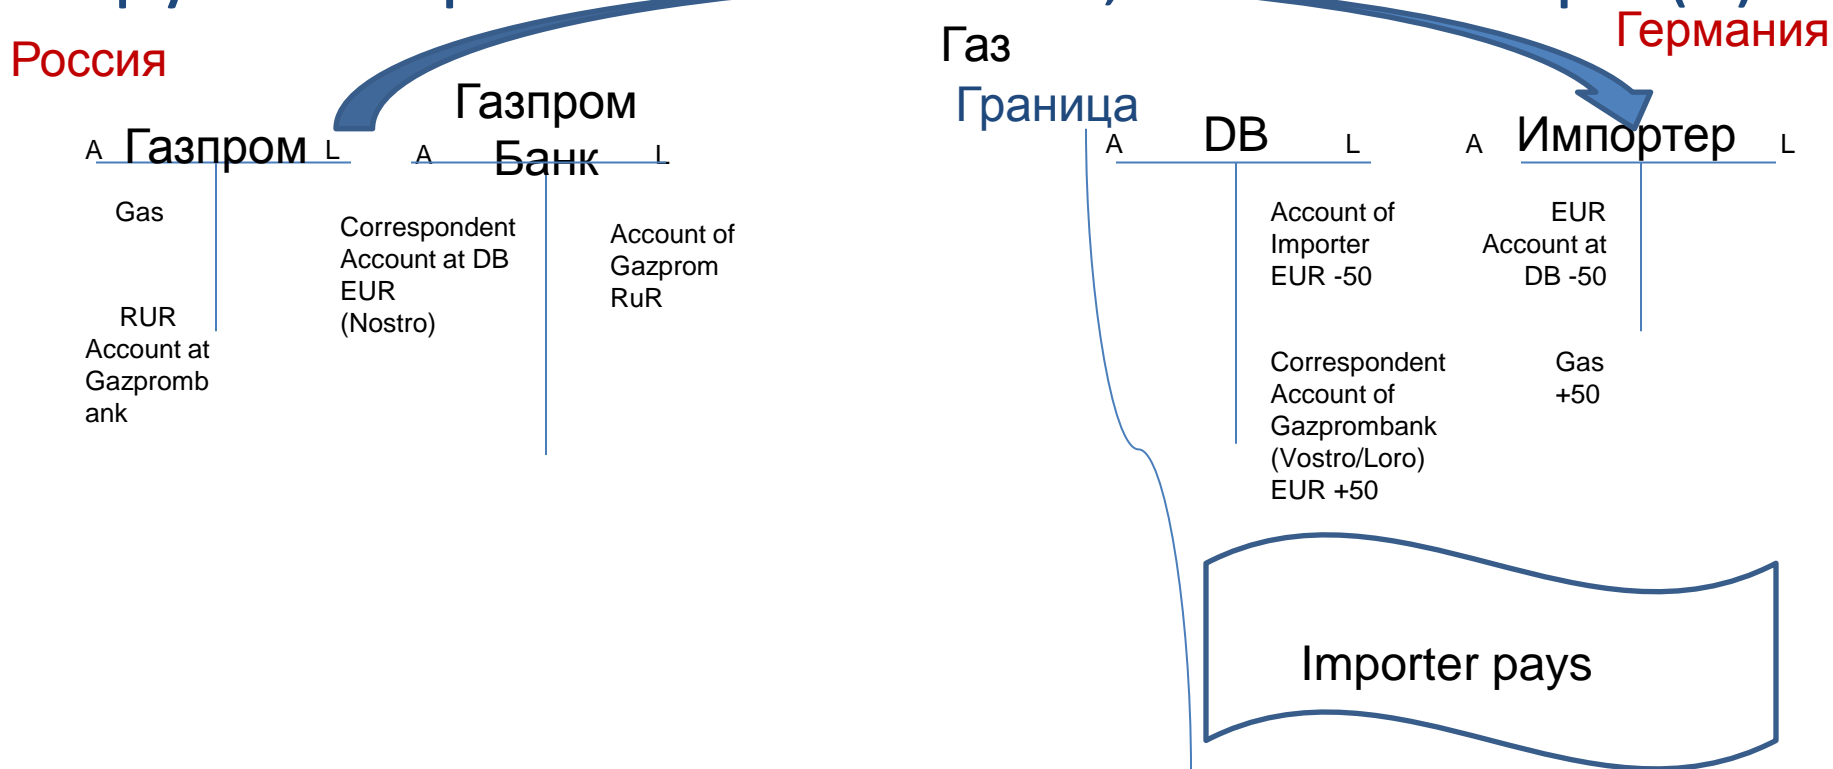 Россия
Газ
Германия
Граница
Газпром
Банк
A Газпром L
A L
A DB L
A Импортер L
Gas
RUR
Account at
Gazpromb
ank
Correspondent
Account at DB
EUR
(Nostro)
Account of
Gazprom
RuR
Account of
Importer
EUR -50
Correspondent
Account of
Gazprombank
(Vostro/Loro)
EUR +50
EUR
Account at
DB -50
Gas
+50
Importer pays